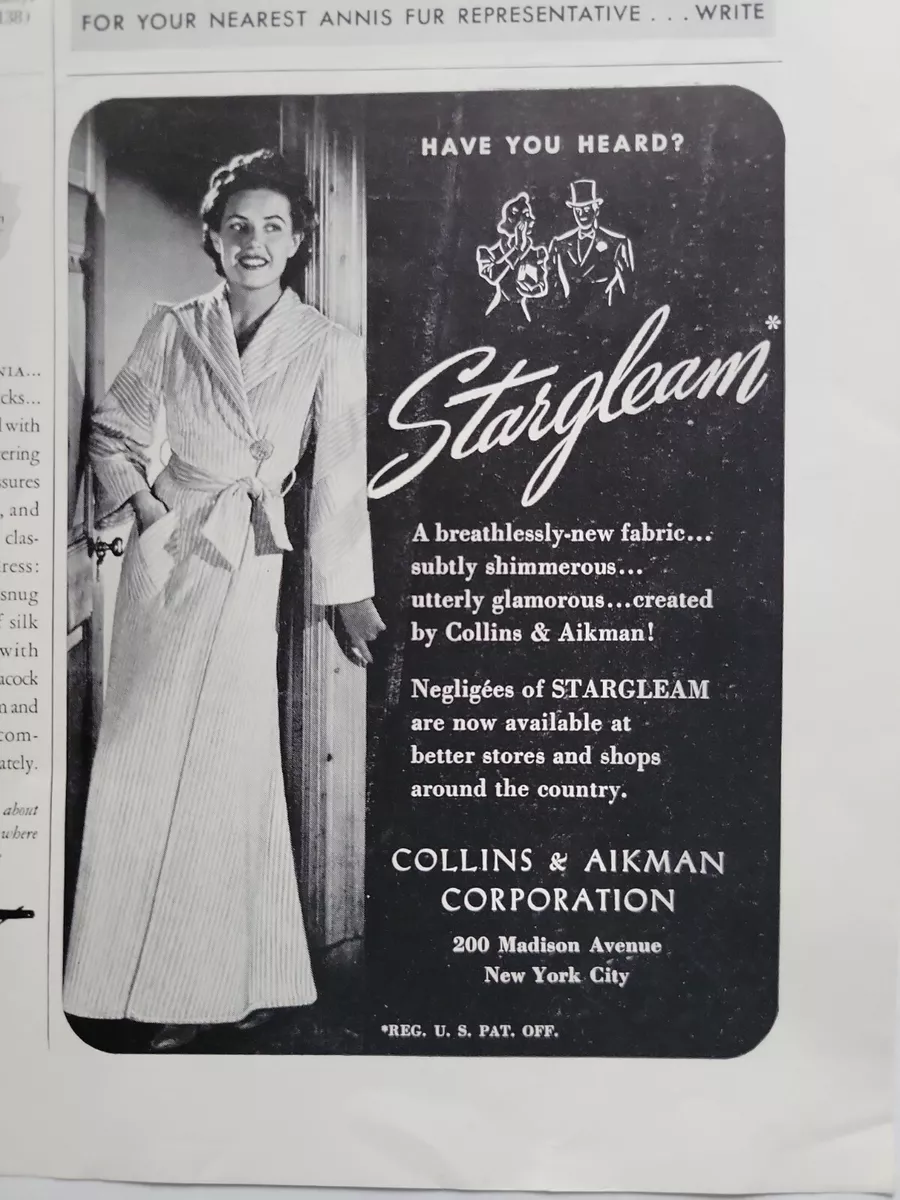 138)
FOR YOUR NEAREST ANNIS FUR REPRESENTATIVE . . . WRITE
NIA...
cks...
with
ering
sures
, and
clas-
ress:
snug
silk
with
acock
and
com-
ately.
about
where
HAVE YOU HEARD?
Stargleam*
A breathlessly-new fabric...
subtly shimmerous...
utterly glamorous...created
by Collins & Aikman!
Negligées of STARGLEAM
are now available at
better stores and shops
around the country.
COLLINS & AIKMAN
CORPORATION
200 Madison Avenue
New York City
*REG. U. S. PAT. OFF.